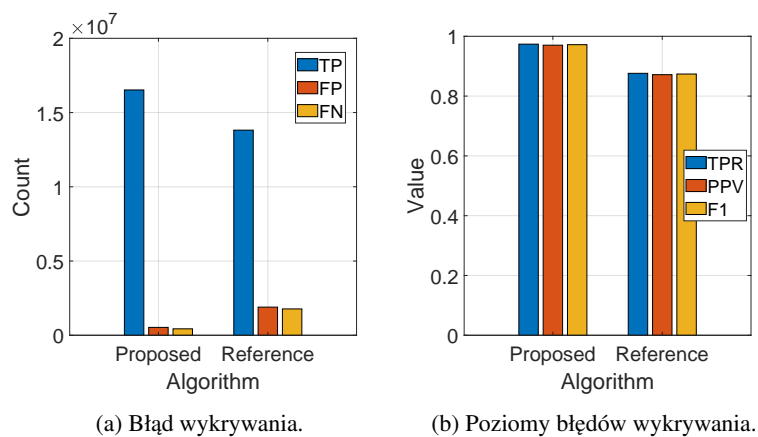 ×10⁷
2
1.5
1
0.5
0
Count
TP
FP
FN
Proposed Reference
Algorithm
(a) Błąd wykrywania.
1
0.8
0.6
0.4
0.2
0
Value
TPR
PPV
F1
Proposed Reference
Algorithm
(b) Poziomy błędów wykrywania.